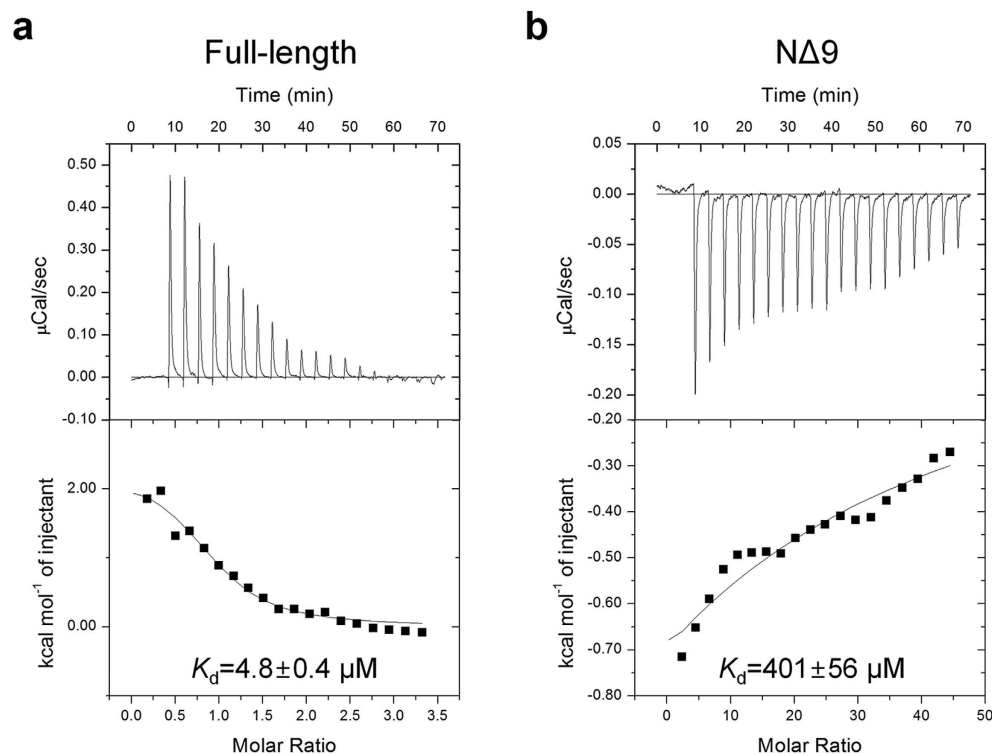 a
Full-length
Time (min)
0 10 20 30 40 50 60 70
0.50
0.40
0.30
0.20
0.10
0.00
-0.10
μCal/sec
2.00
0.00
kcal mol⁻¹ of injectant
Kd=4.8±0.4 μM
0.0 0.5 1.0 1.5 2.0 2.5 3.0 3.5
Molar Ratio
b
NΔ9
Time (min)
0 10 20 30 40 50 60 70
0.05
0.00
-0.05
-0.10
-0.15
-0.20
-0.20
μCal/sec
-0.30
-0.40
-0.50
-0.60
-0.70
-0.80
kcal mol⁻¹ of injectant
Kd=401±56 μM
0 10 20 30 40 50
Molar Ratio